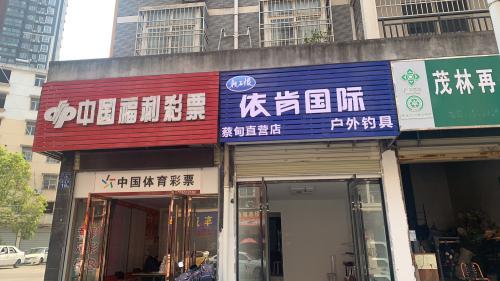 中国福利彩票
中国体育彩票
依肯国际
蔡甸直营店
户外钓具
茂林再